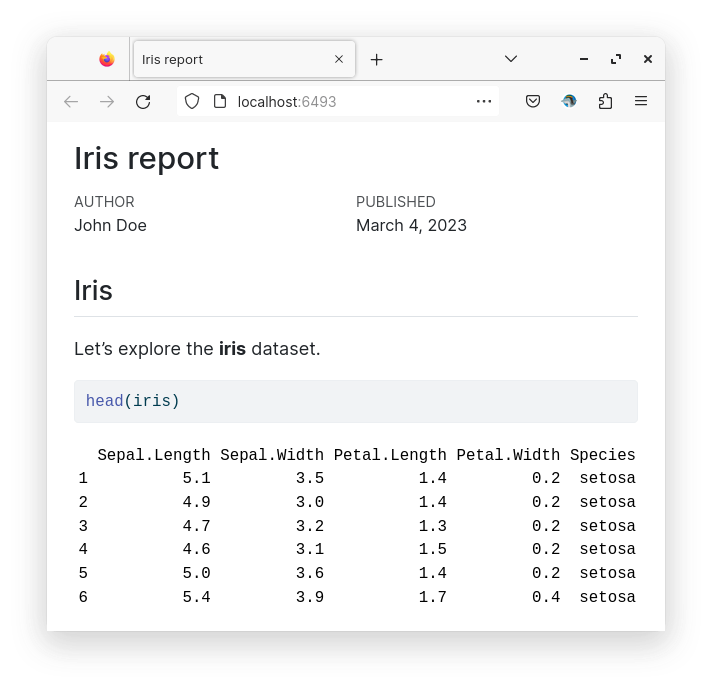 Iris report
localhost:6493
Iris report
AUTHOR PUBLISHED
John Doe March 4, 2023
Iris
Let’s explore the iris dataset.
head(iris)
Sepal.Length Sepal.Width Petal.Length Petal.Width Species
1 5.1 3.5 1.4 0.2 setosa
2 4.9 3.0 1.4 0.2 setosa
3 4.7 3.2 1.3 0.2 setosa
4 4.6 3.1 1.5 0.2 setosa
5 5.0 3.6 1.4 0.2 setosa
6 5.4 3.9 1.7 0.4 setosa